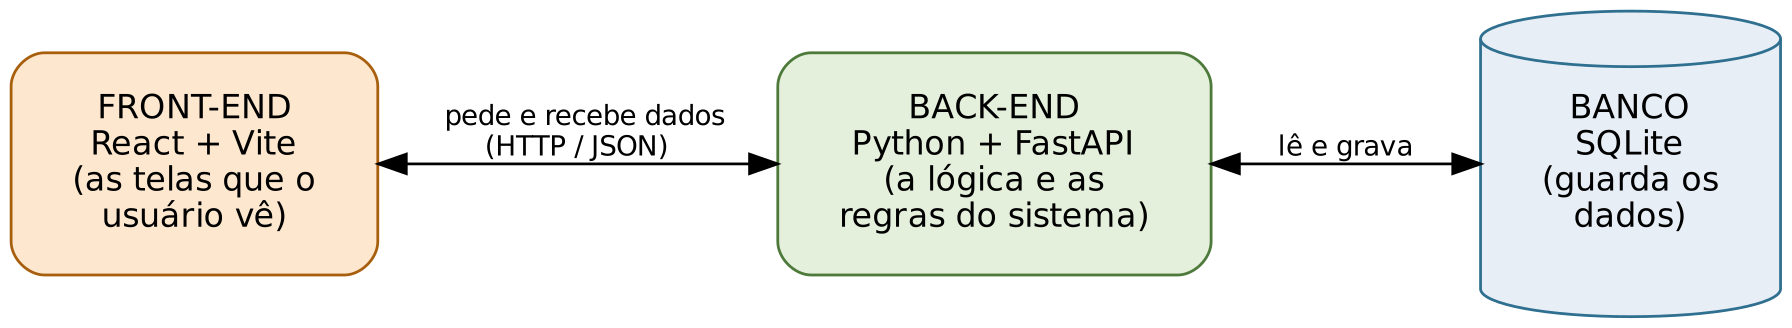 FRONT-END
React + Vite
(as telas que o
usuário vê)
pede e recebe dados
(HTTP / JSON)
BACK-END
Python + FastAPI
(a lógica e as
regras do sistema)
lê e grava
BANCO
SQLite
(guarda os
dados)